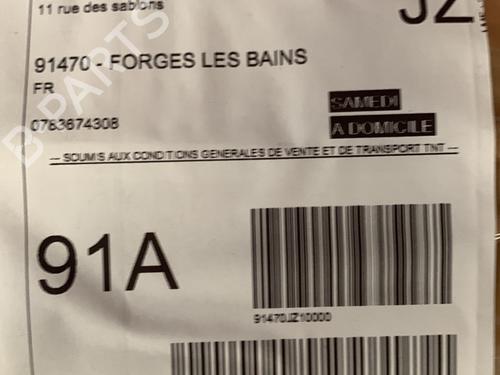 11 rue des sablons
JZ
91470 - FORGES LES BAINS
FR
0783674308
SAMEDI
A DOMICILE
--- SOUMIS AUX CONDITIONS GENERALES DE VENTE ET DE TRANSPORT TNT ---
91A
91470JZ10000
B PARTS